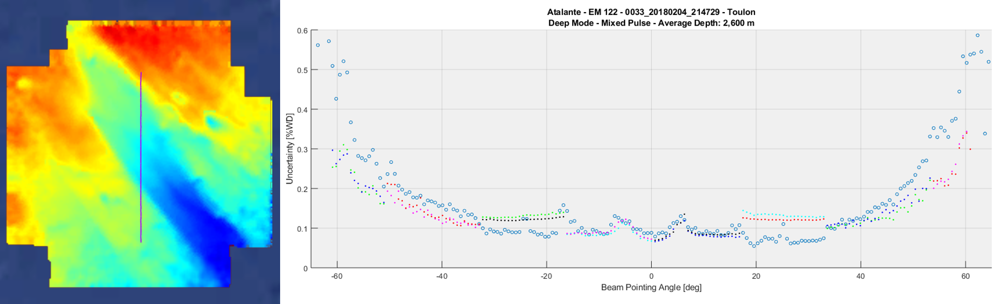 Atalante - EM 122 - 0033_20180204_214729 - Toulon
Deep Mode - Mixed Pulse - Average Depth: 2,600 m
Uncertainty [%WD]
0.6
0.5
0.4
0.3
0.2
0.1
0
-60 -40 -20 0 20 40 60
Beam Pointing Angle [deg]